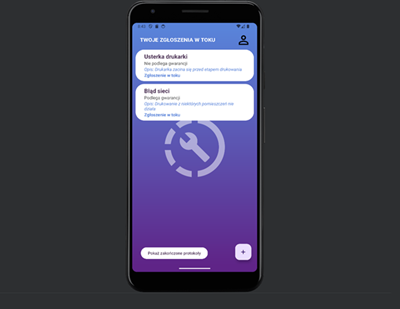 TWOJE ZGŁOSZENIA W TOKU
Usterka drukarki
Nie podlega gwarancji
Opis: Drukarka zacina się przed etapem drukowania
Zgłoszenie w toku
Błąd sieci
Podlega gwarancji
Opis: Drukowanie z niektórych pomieszczeń nie
działa
Zgłoszenie w toku
Pokaż zakończone protokoły
+